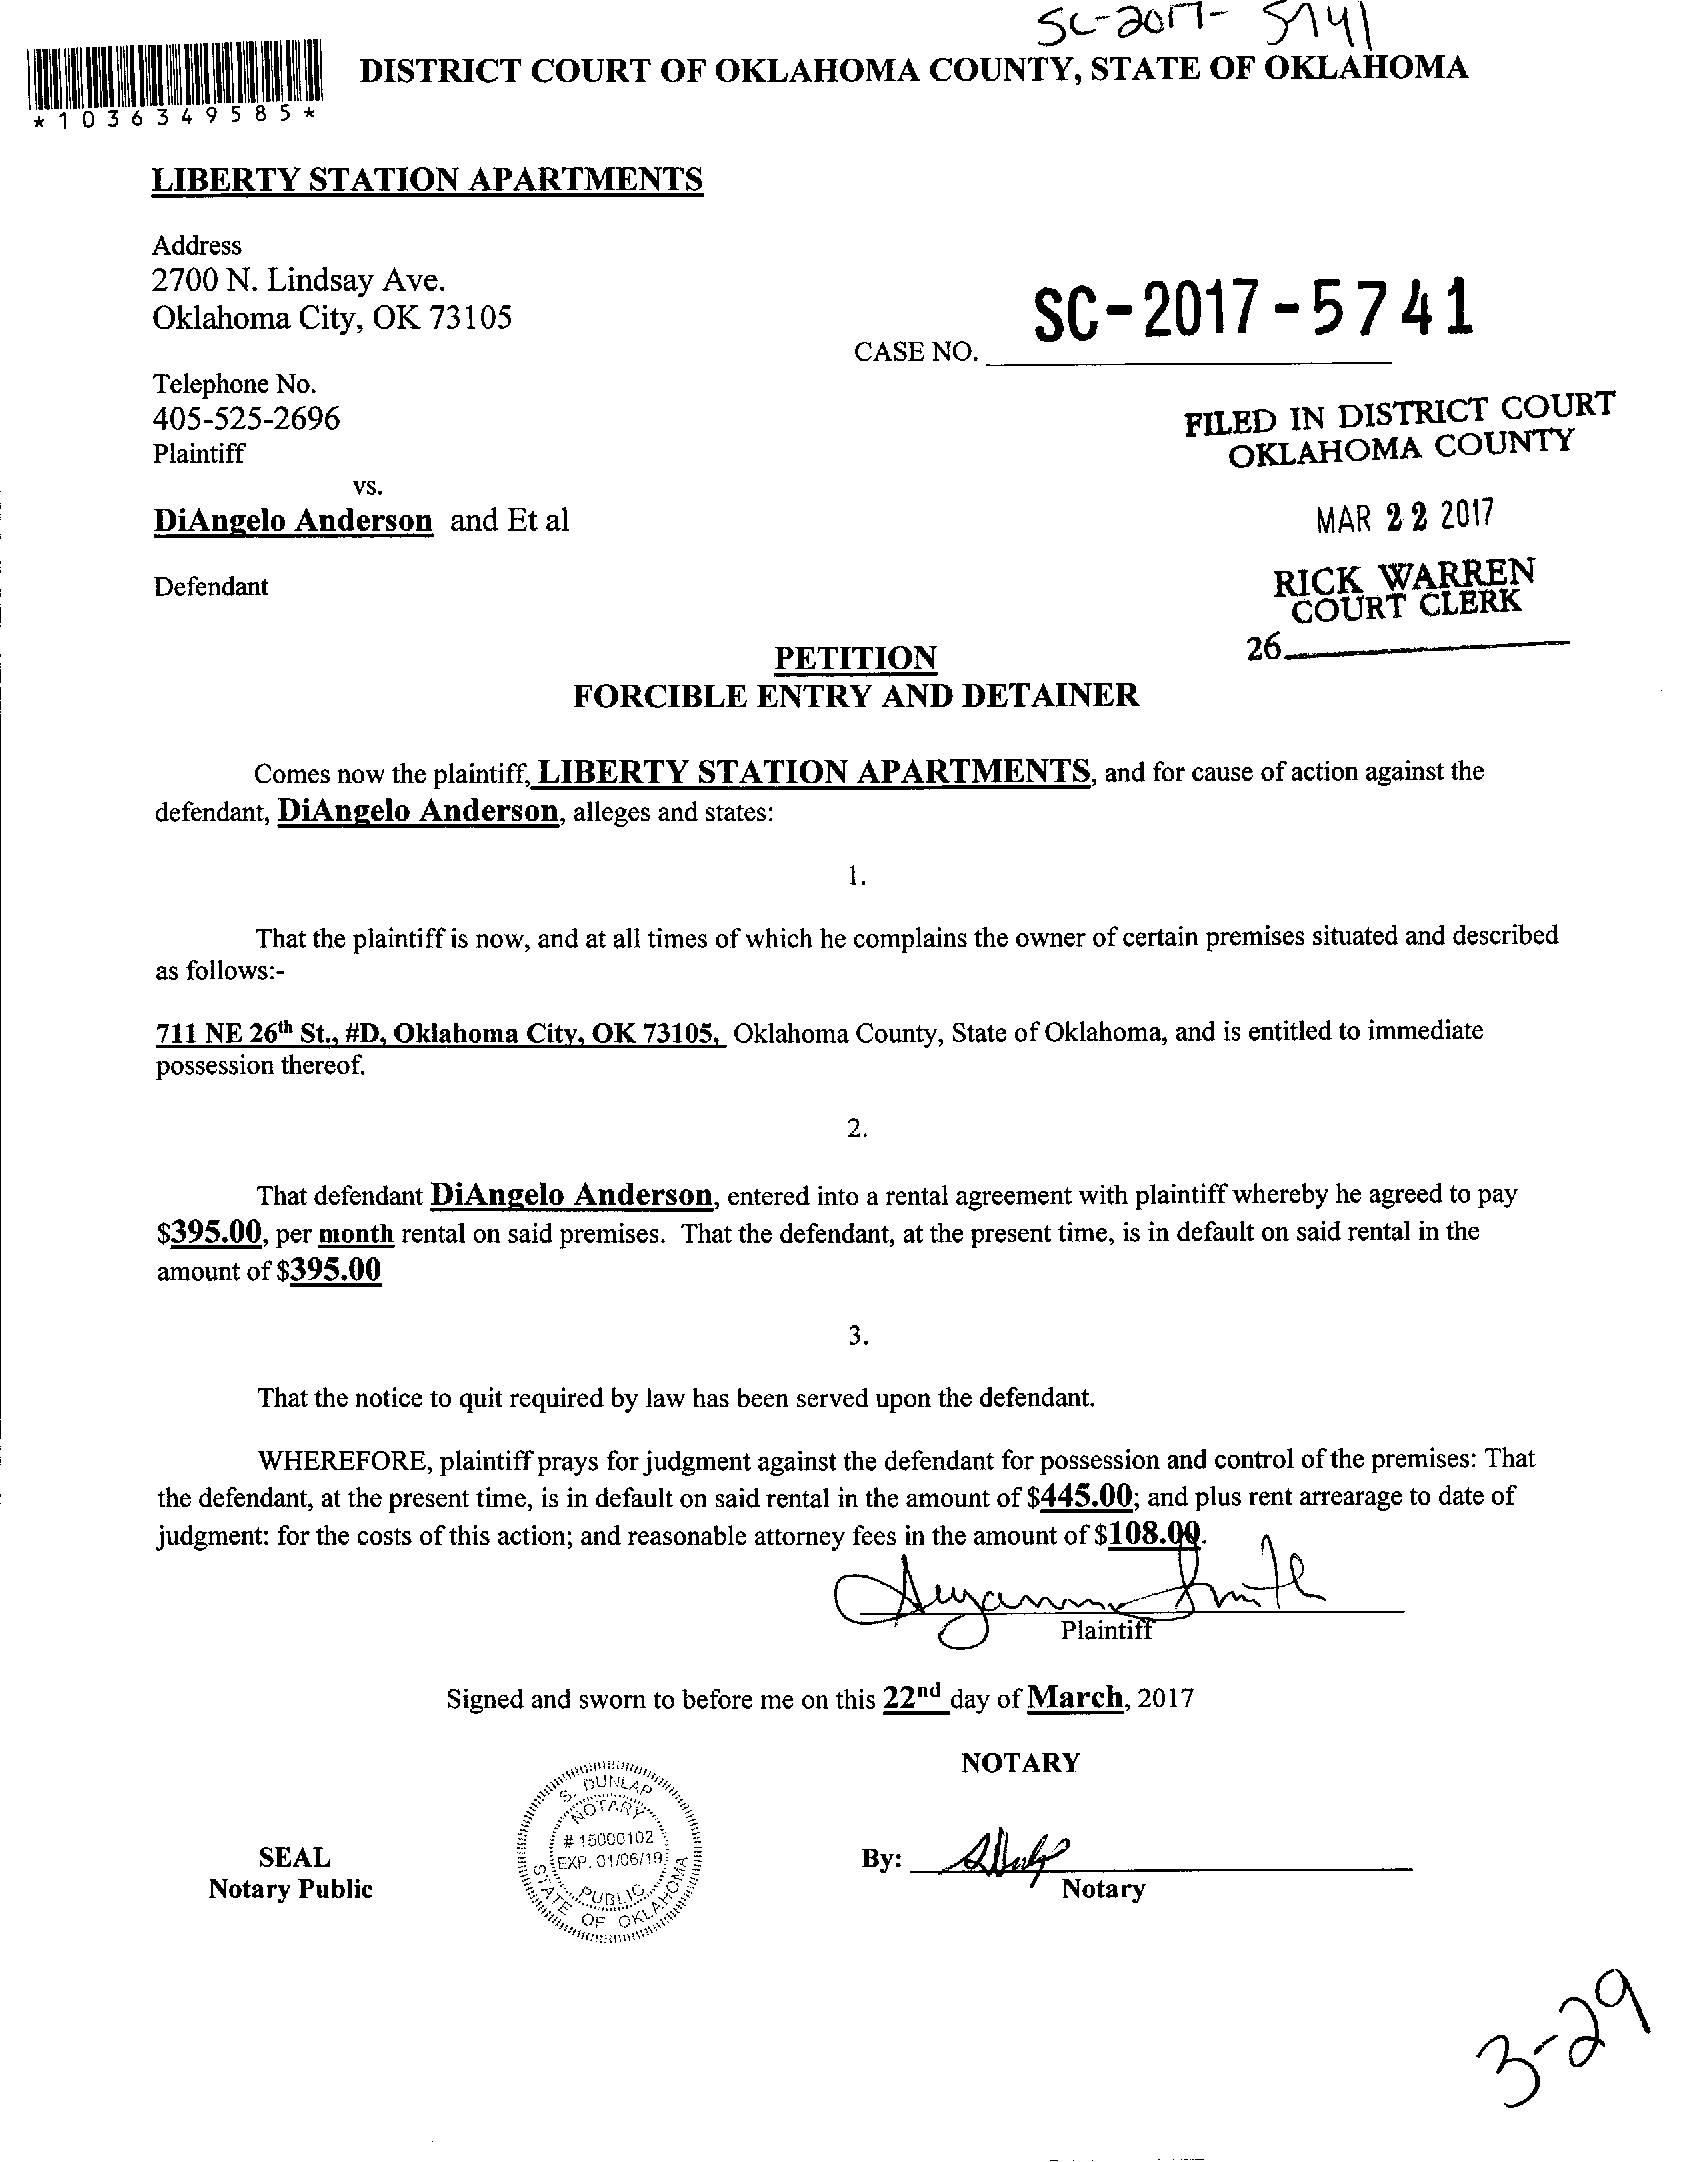 SC-2017- 5741
DISTRICT COURT OF OKLAHOMA COUNTY, STATE OF OKLAHOMA
*1036349585*
LIBERTY STATION APARTMENTS
Address
2700 N. Lindsay Ave.
Oklahoma City, OK 73105
SC-2017-5741
CASE NO.
Telephone No.
405-525-2696
Plaintiff
FILED IN DISTRICT COURT
OKLAHOMA COUNTY
vs.
DiAngelo Anderson and Et al
MAR 22 2017
Defendant
RICK WARREN
COURT CLERK
26
PETITION
FORCIBLE ENTRY AND DETAINER
Comes now the plaintiff, LIBERTY STATION APARTMENTS, and for cause of action against the
defendant, DiAngelo Anderson, alleges and states:
1.
That the plaintiff is now, and at all times of which he complains the owner of certain premises situated and described
as follows:-
711 NE 26th St., #D, Oklahoma City, OK 73105, Oklahoma County, State of Oklahoma, and is entitled to immediate
possession thereof.
2.
That defendant DiAngelo Anderson, entered into a rental agreement with plaintiff whereby he agreed to pay
$395.00, per month rental on said premises. That the defendant, at the present time, is in default on said rental in the
amount of $395.00
3.
That the notice to quit required by law has been served upon the defendant.
WHEREFORE, plaintiff prays for judgment against the defendant for possession and control of the premises: That
the defendant, at the present time, is in default on said rental in the amount of $445.00; and plus rent arrearage to date of
judgment: for the costs of this action; and reasonable attorney fees in the amount of $108.00.
Suzanne Smith
Plaintiff
Signed and sworn to before me on this 22nd day of March, 2017
NOTARY
S. DUNLAP
NOTARY
# 15000102
EXP. 01/06/19
PUBLIC
STATE OF OKLAHOMA
SEAL
Notary Public
By:
Notary
3-29